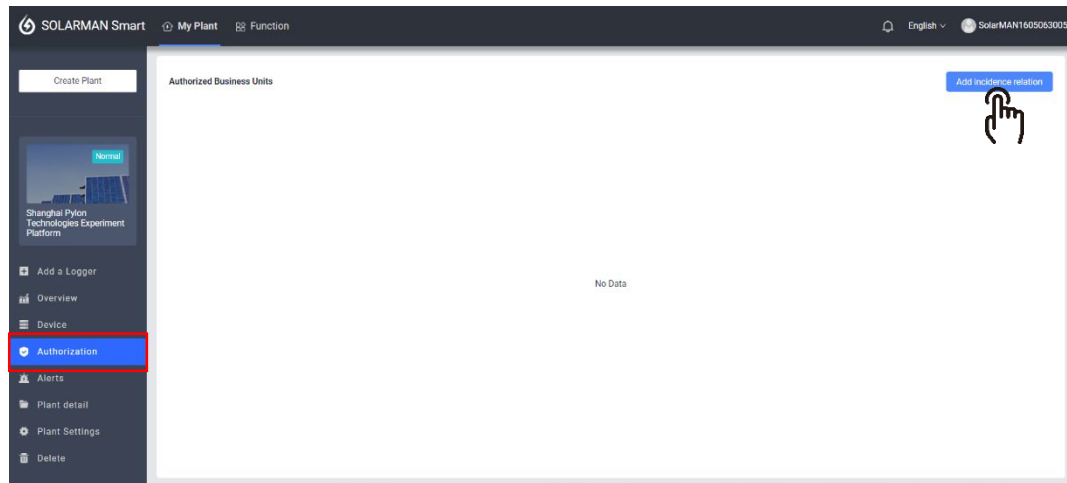 SOLARMAN Smart
My Plant
Function
English
SolarMAN1605063005
Create Plant
Authorized Business Units
Add incidence relation
Normal
Shanghai Pylon
Technologies Experiment
Platform
No Data
Add a Logger
Overview
Device
Authorization
Alerts
Plant detail
Plant Settings
Delete